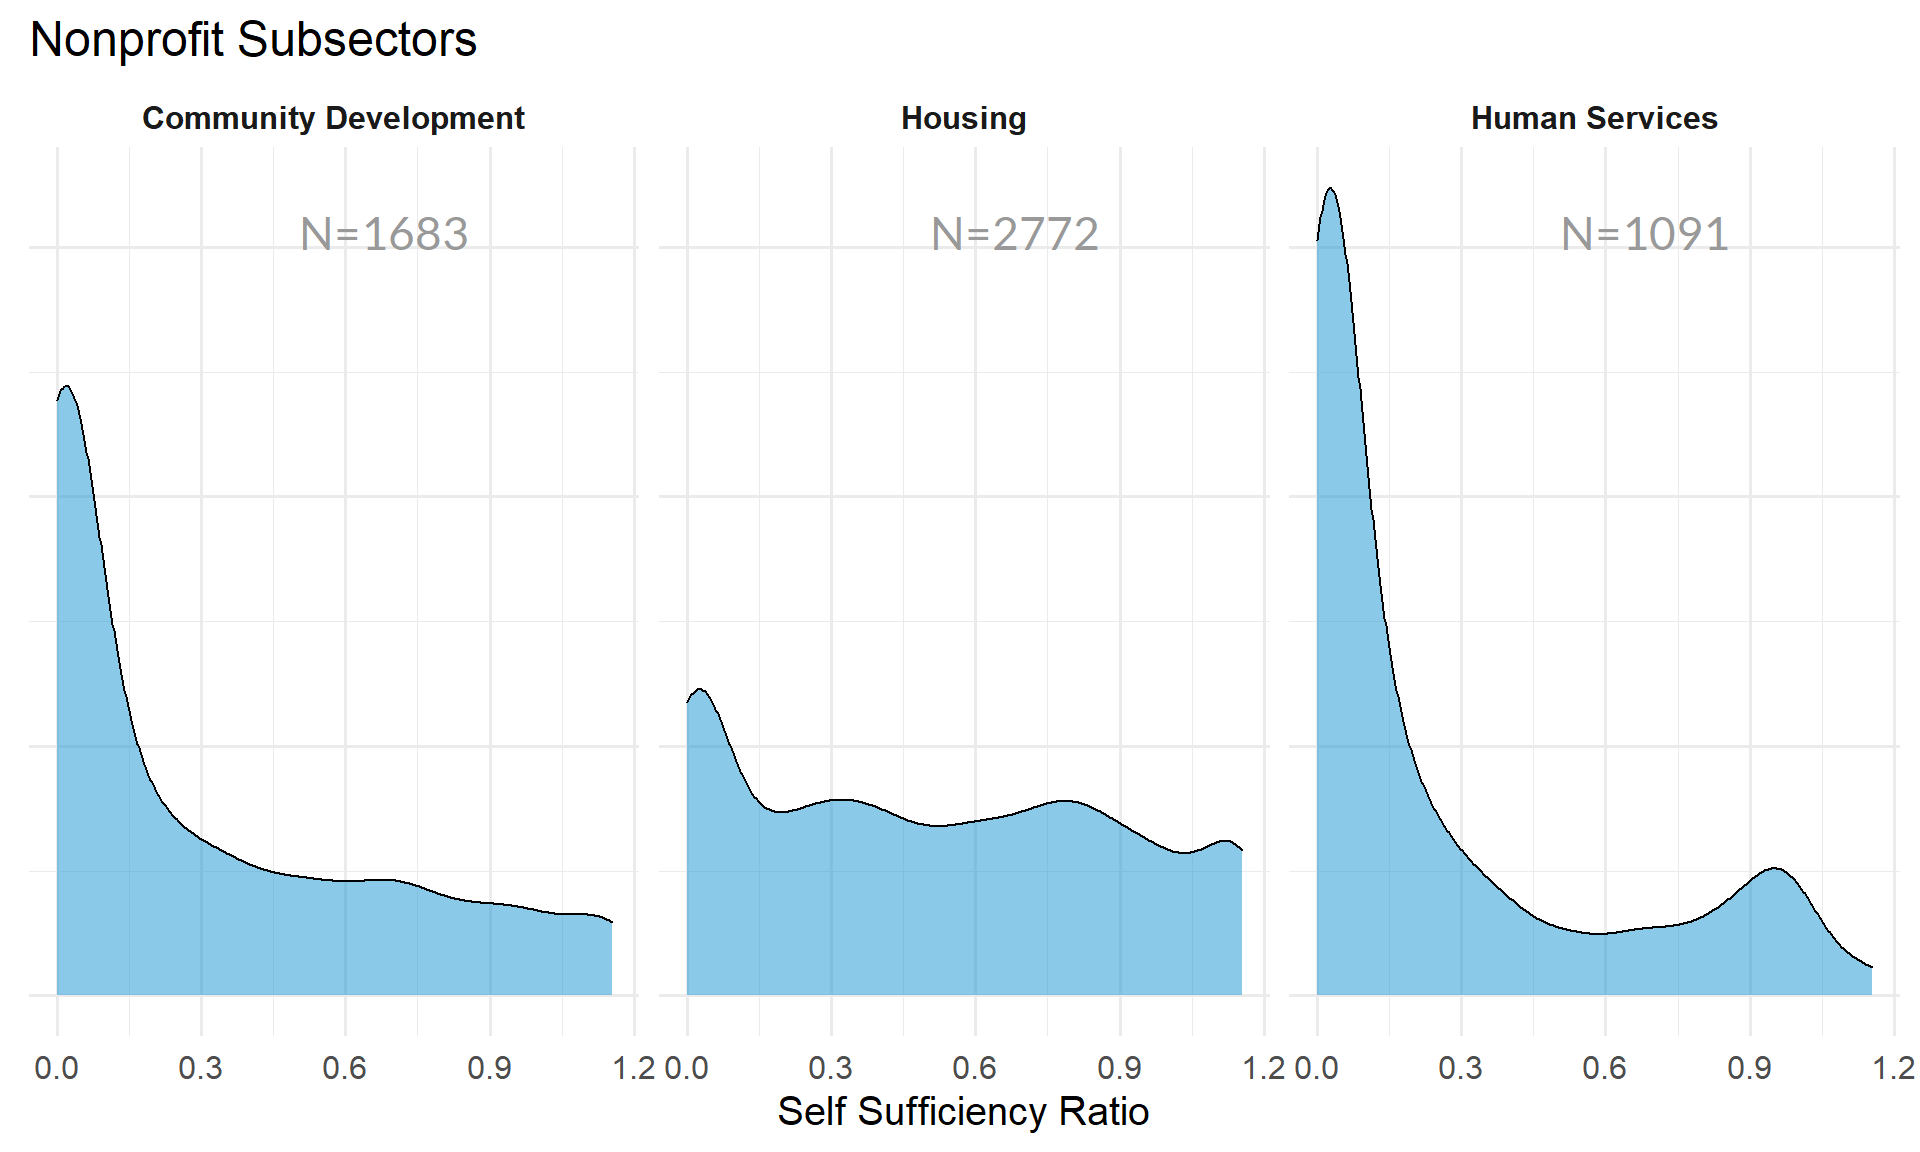 Nonprofit Subsectors
Community Development Housing Human Services
N=1683 N=2772 N=1091
0.0 0.3 0.6 0.9 1.2 0.0 0.3 0.6 0.9 1.2 0.0 0.3 0.6 0.9 1.2
Self Sufficiency Ratio